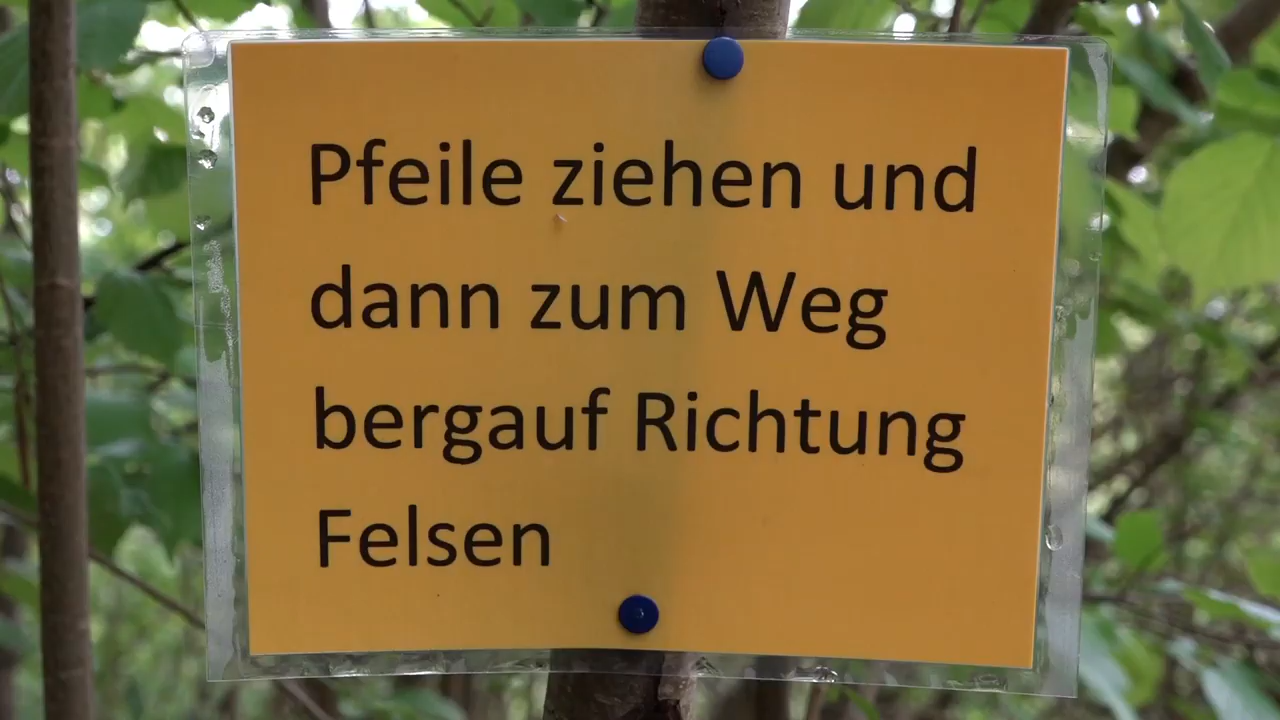 Pfeile ziehen und
dann zum Weg
bergauf Richtung
Felsen